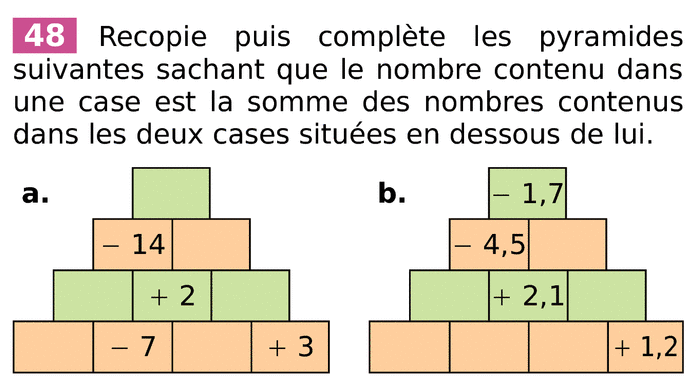 48 Recopie puis complète les pyramides
suivantes sachant que le nombre contenu dans
une case est la somme des nombres contenus
dans les deux cases situées en dessous de lui.
a.
− 14
+ 2
− 7 + 3
b.
− 1,7
− 4,5
+ 2,1
+ 1,2